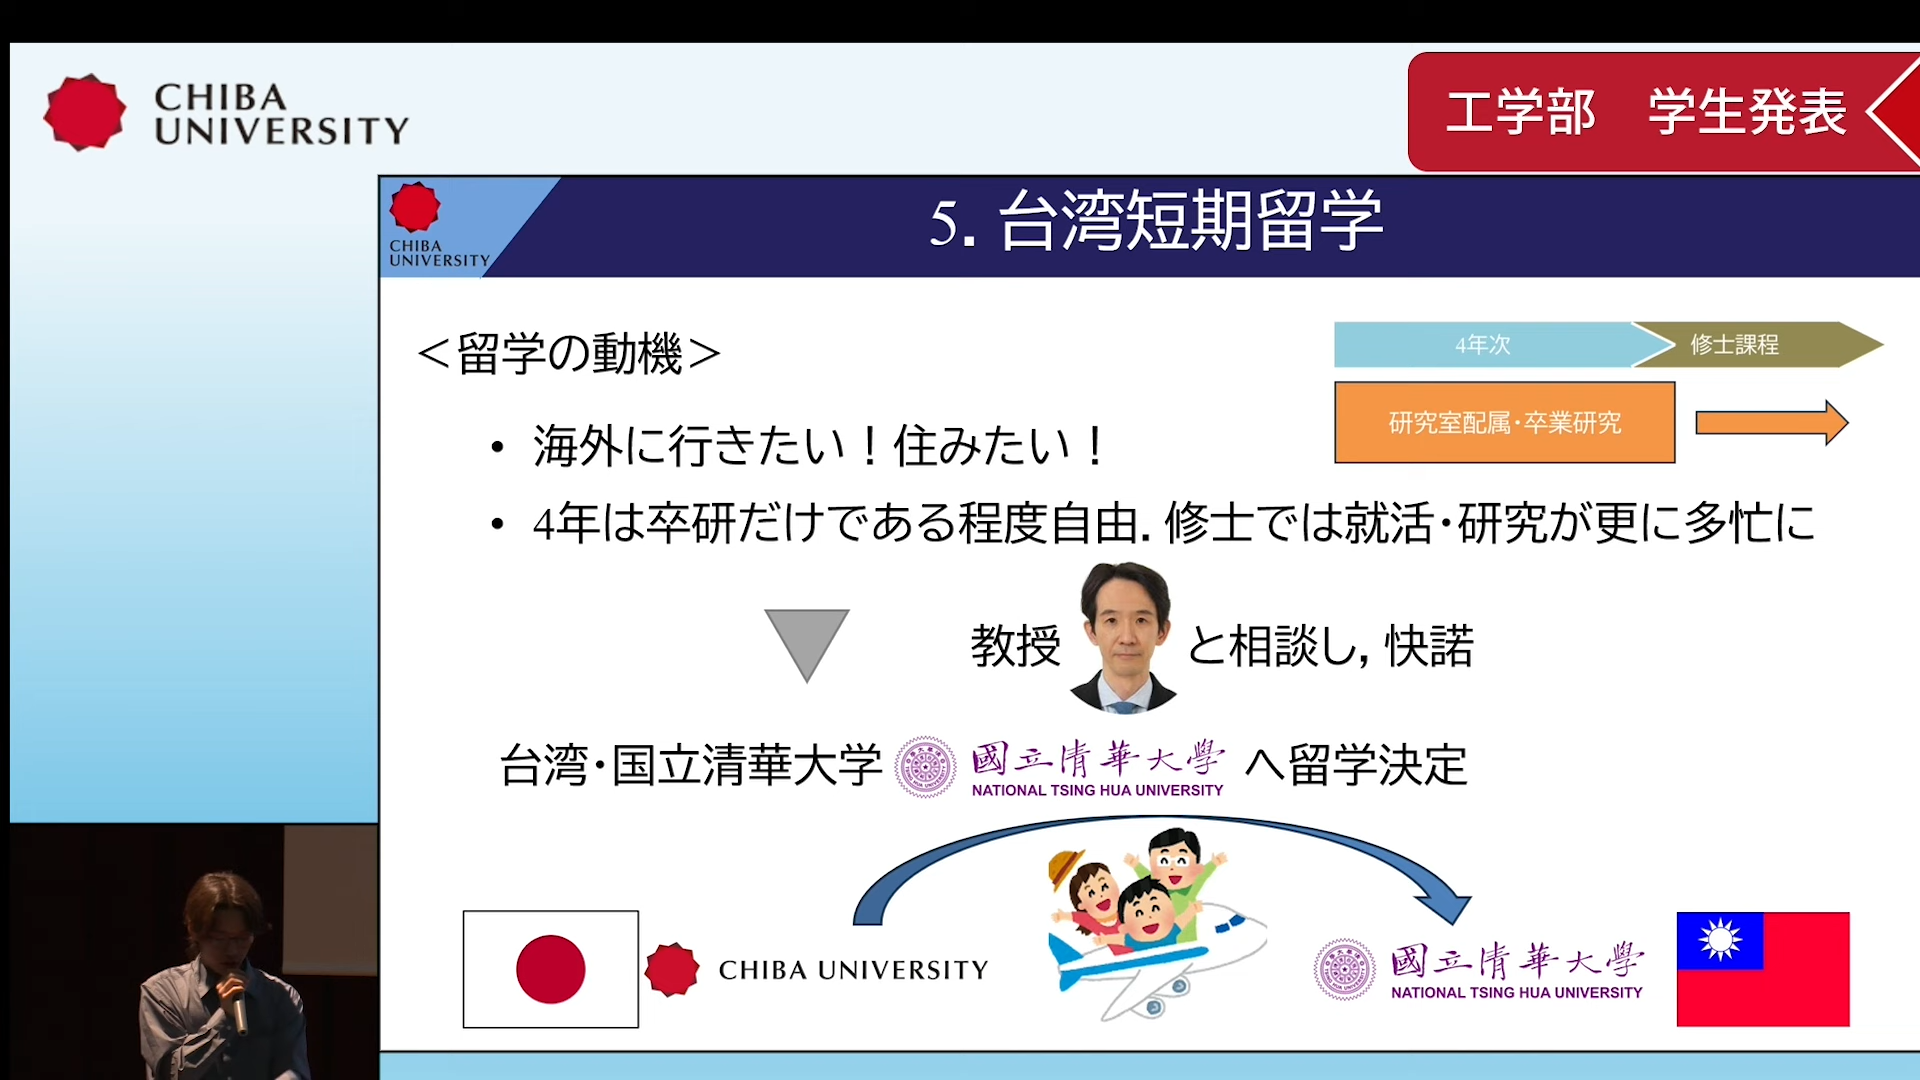 CHIBA
UNIVERSITY
工学部　学生発表
CHIBA
UNIVERSITY
5. 台湾短期留学
＜留学の動機＞
4年次
修士課程
研究室配属・卒業研究
• 海外に行きたい！住みたい！
• 4年は卒研だけである程度自由. 修士では就活・研究が更に多忙に
教授 と相談し, 快諾
台湾・国立清華大学 國立清華大學 へ留学決定
NATIONAL TSING HUA UNIVERSITY
CHIBA UNIVERSITY
國立清華大學
NATIONAL TSING HUA UNIVERSITY